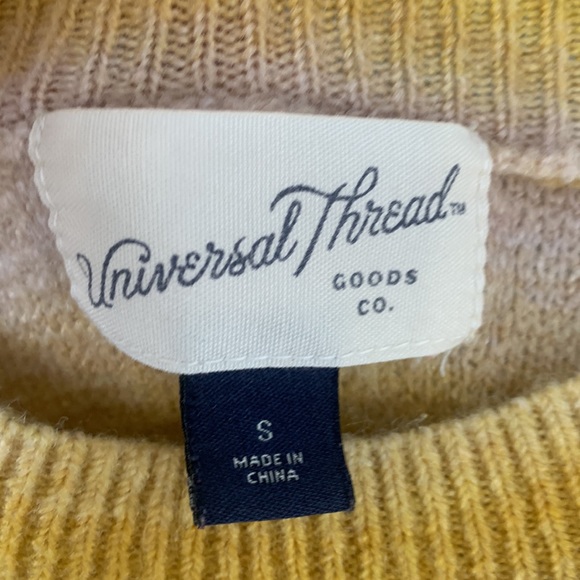 Universal Thread™
GOODS
CO.
S
MADE IN
CHINA